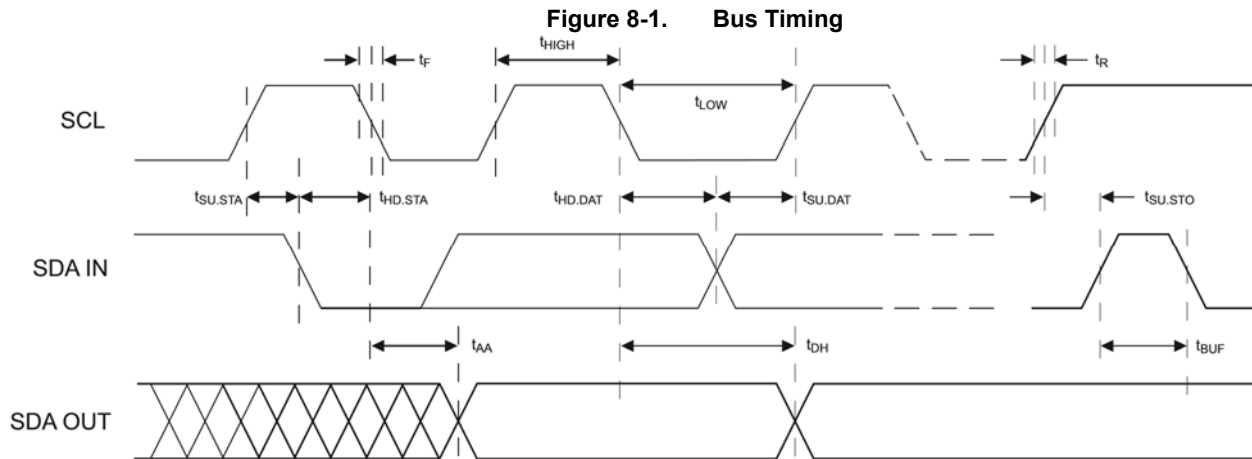 Figure 8-1. Bus Timing
tHIGH
tF
tR
tLOW
SCL
tSU.STA
tHD.STA
tHD.DAT
tSU.DAT
tSU.STO
SDA IN
tAA
tDH
tBUF
SDA OUT